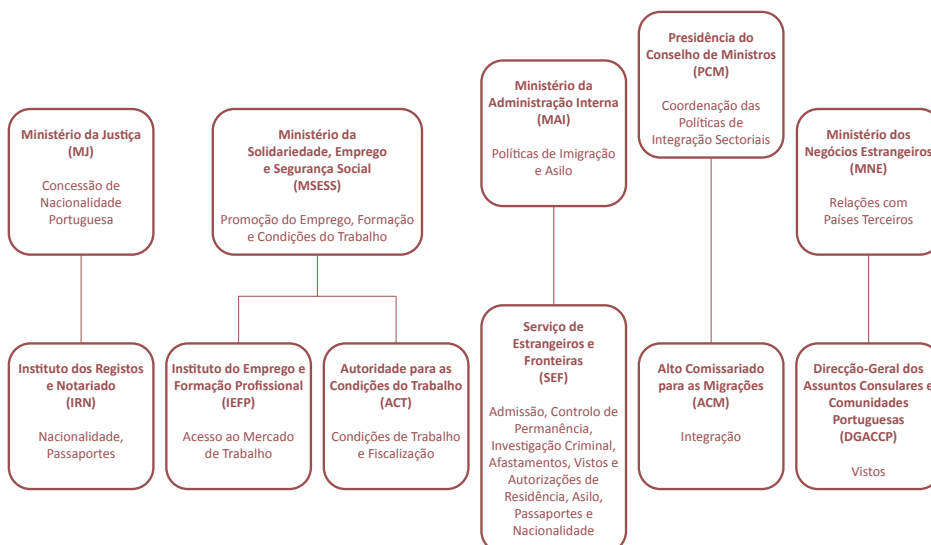 Ministério da Justiça
(MJ)
Concessão de
Nacionalidade
Portuguesa
Ministério da
Solidariedade, Emprego
e Segurança Social
(MSESS)
Promoção do Emprego, Formação
e Condições do Trabalho
Ministério da
Administração Interna
(MAI)
Políticas de Imigração
e Asilo
Presidência do
Conselho de Ministros
(PCM)
Coordenação das
Políticas de
Integração Sectoriais
Ministério dos
Negócios Estrangeiros
(MNE)
Relações com
Países Terceiros
Instituto dos Registos
e Notariado
(IRN)
Nacionalidade,
Passaportes
Instituto do Emprego e
Formação Profissional
(IEFP)
Acesso ao Mercado
de Trabalho
Autoridade para as
Condições do Trabalho
(ACT)
Condições de Trabalho
e Fiscalização
Serviço de
Estrangeiros e
Fronteiras
(SEF)
Admissão, Controlo de
Permanência,
Investigação Criminal,
Afastamentos, Vistos e
Autorizações de
Residência, Asilo,
Passaportes e
Nacionalidade
Alto Comissariado
para as Migrações
(ACM)
Integração
Direcção-Geral dos
Assuntos Consulares e
Comunidades
Portuguesas
(DGACCP)
Vistos